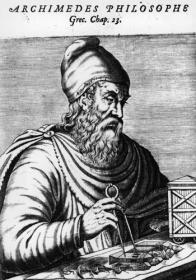 ARCHIMEDES PHILOSOPHE
Grec. Chap. 23.